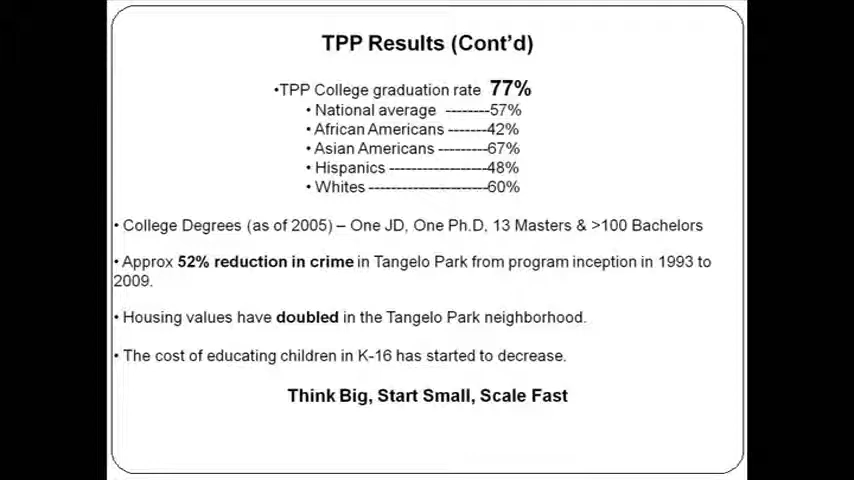 TPP Results (Cont’d)
•TPP College graduation rate 77%
• National average --------57%
• African Americans -------42%
• Asian Americans ---------67%
• Hispanics ------------------48%
• Whites ----------------------60%
• College Degrees (as of 2005) – One JD, One Ph.D, 13 Masters & >100 Bachelors
• Approx 52% reduction in crime in Tangelo Park from program inception in 1993 to
2009.
• Housing values have doubled in the Tangelo Park neighborhood.
• The cost of educating children in K-16 has started to decrease.
Think Big, Start Small, Scale Fast